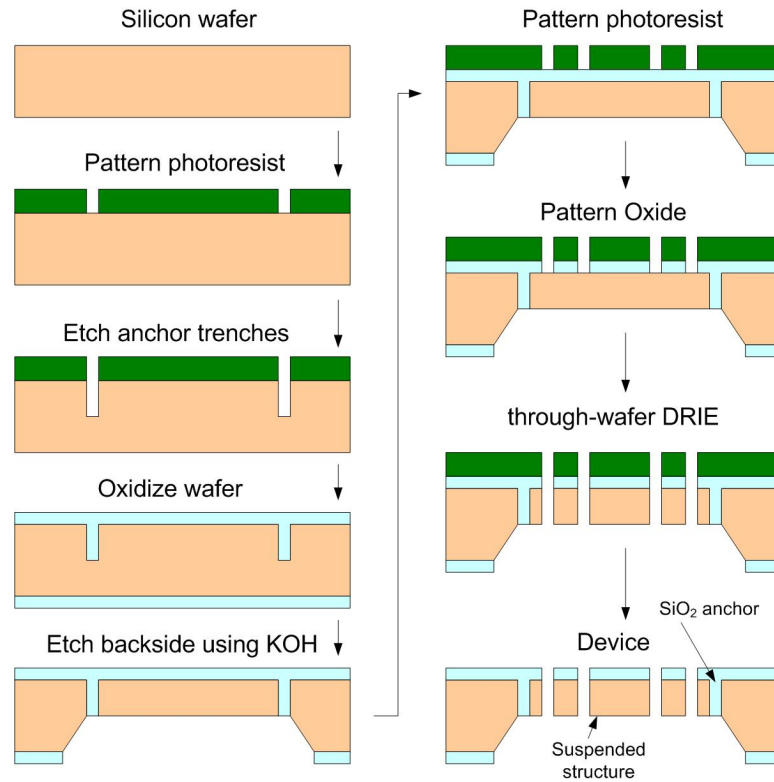 Silicon wafer
Pattern photoresist
Etch anchor trenches
Oxidize wafer
Etch backside using KOH
Pattern photoresist
Pattern Oxide
through-wafer DRIE
SiO₂ anchor
Device
Suspended
structure